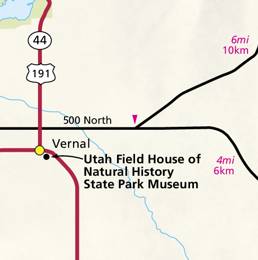 44
191
6mi
10km
500 North
Vernal
Utah Field House of
Natural History
State Park Museum
4mi
6km